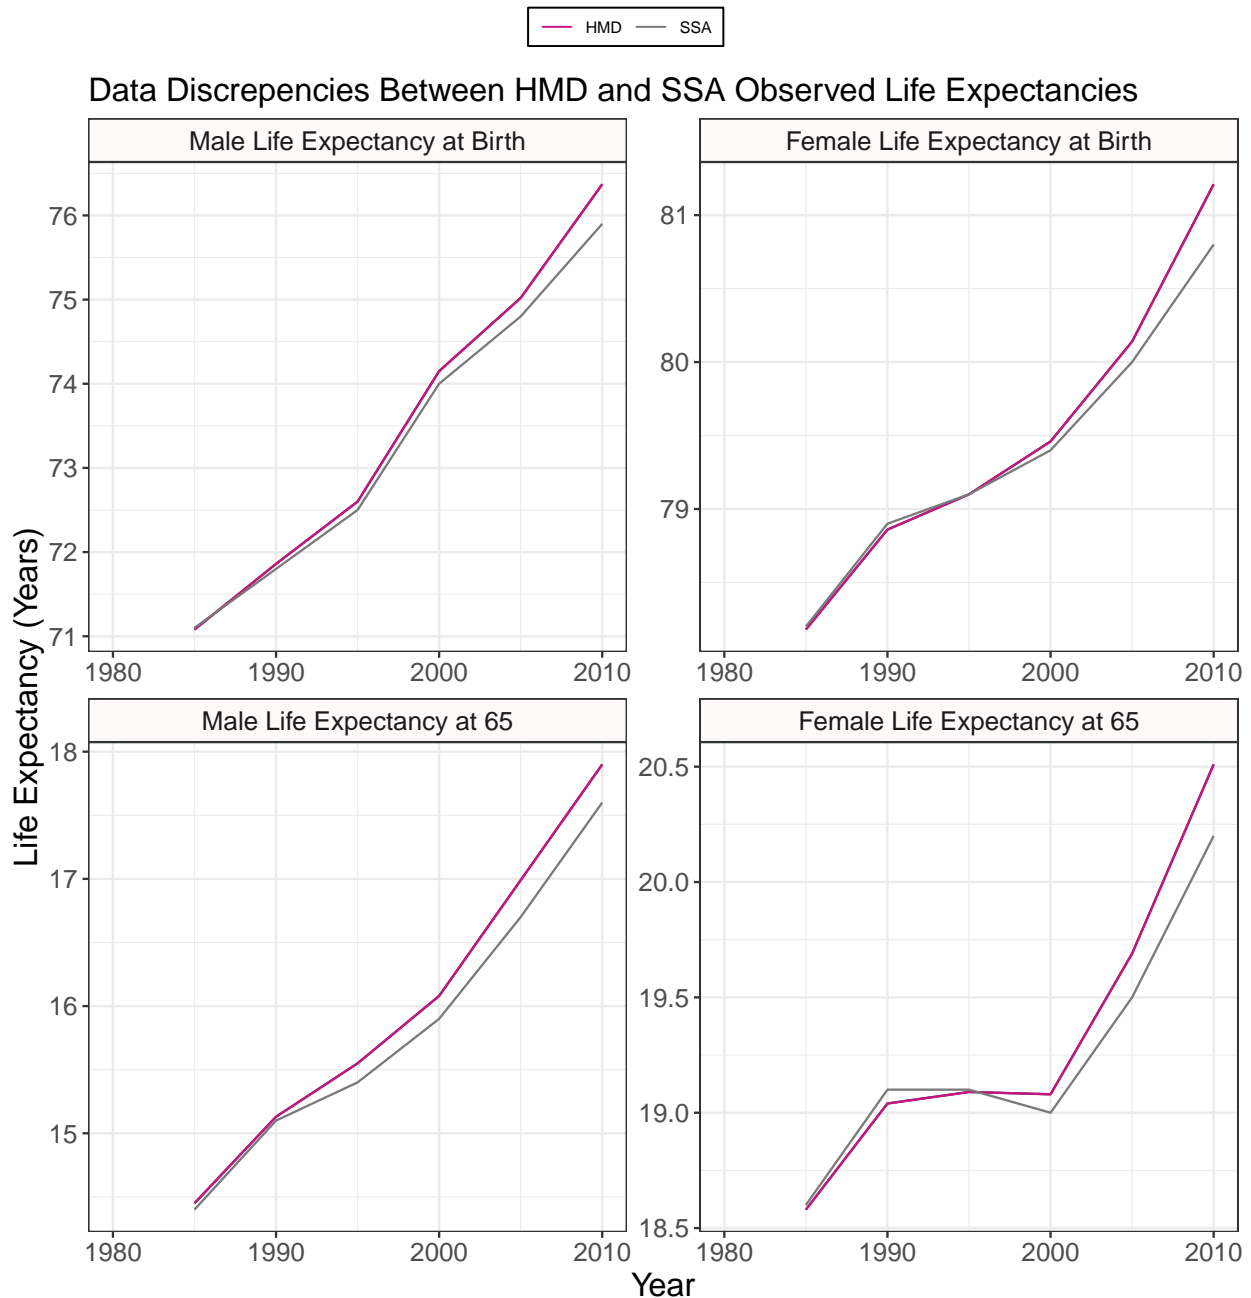 HMD SSA
Data Discrepencies Between HMD and SSA Observed Life Expectancies
Male Life Expectancy at Birth
76
75
74
73
72
71
1980 1990 2000 2010
Female Life Expectancy at Birth
81
80
79
1980 1990 2000 2010
Life Expectancy (Years)
Male Life Expectancy at 65
18
17
16
15
1980 1990 2000 2010
Female Life Expectancy at 65
20.5
20.0
19.5
19.0
18.5
1980 1990 2000 2010
Year